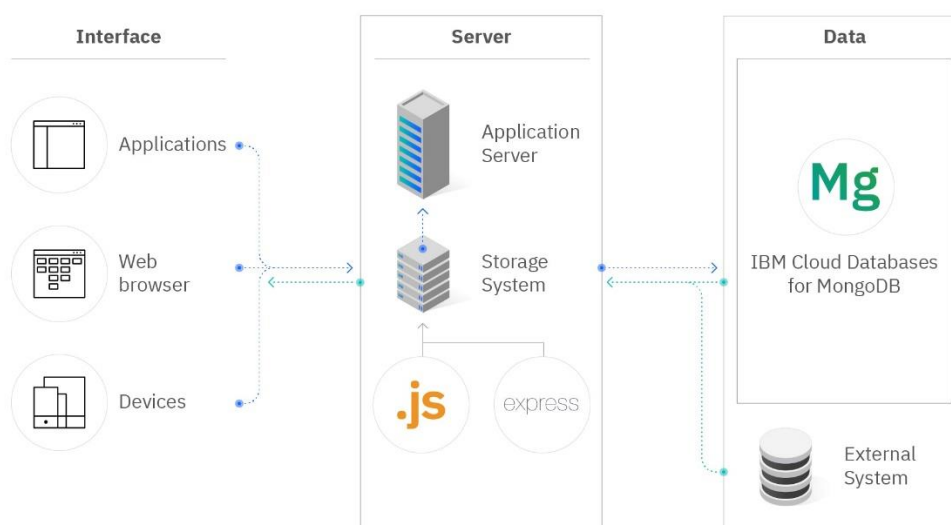 Interface
Applications
Web
browser
Devices
Server
Application
Server
Storage
System
.js
express
Data
Mg
IBM Cloud Databases
for MongoDB
External
System